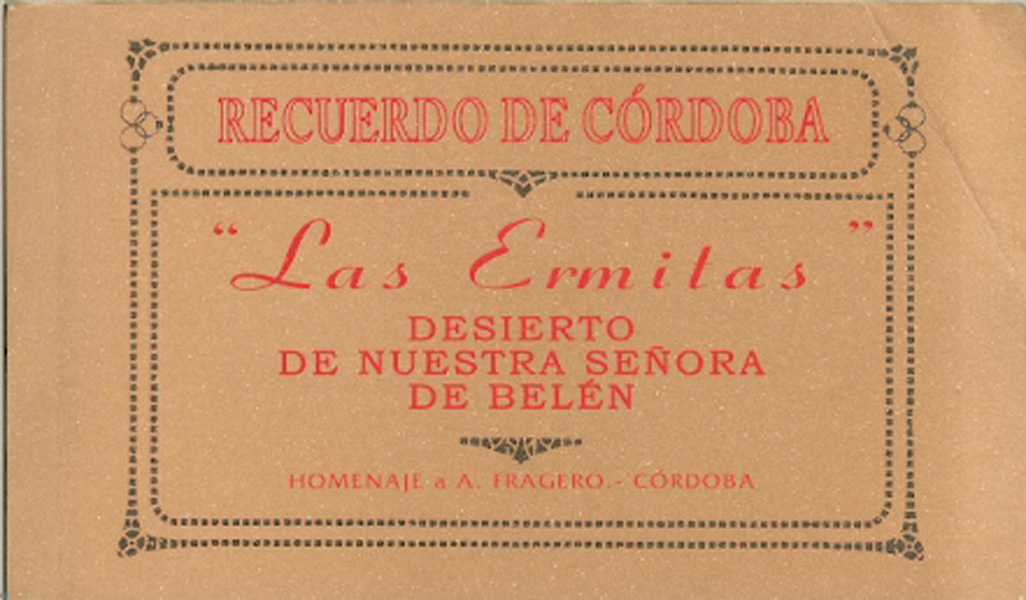 RECUERDO DE CÓRDOBA
“Las Ermitas”
DESIERTO
DE NUESTRA SEÑORA
DE BELÉN
HOMENAJE a A. FRAGERO.- CÓRDOBA